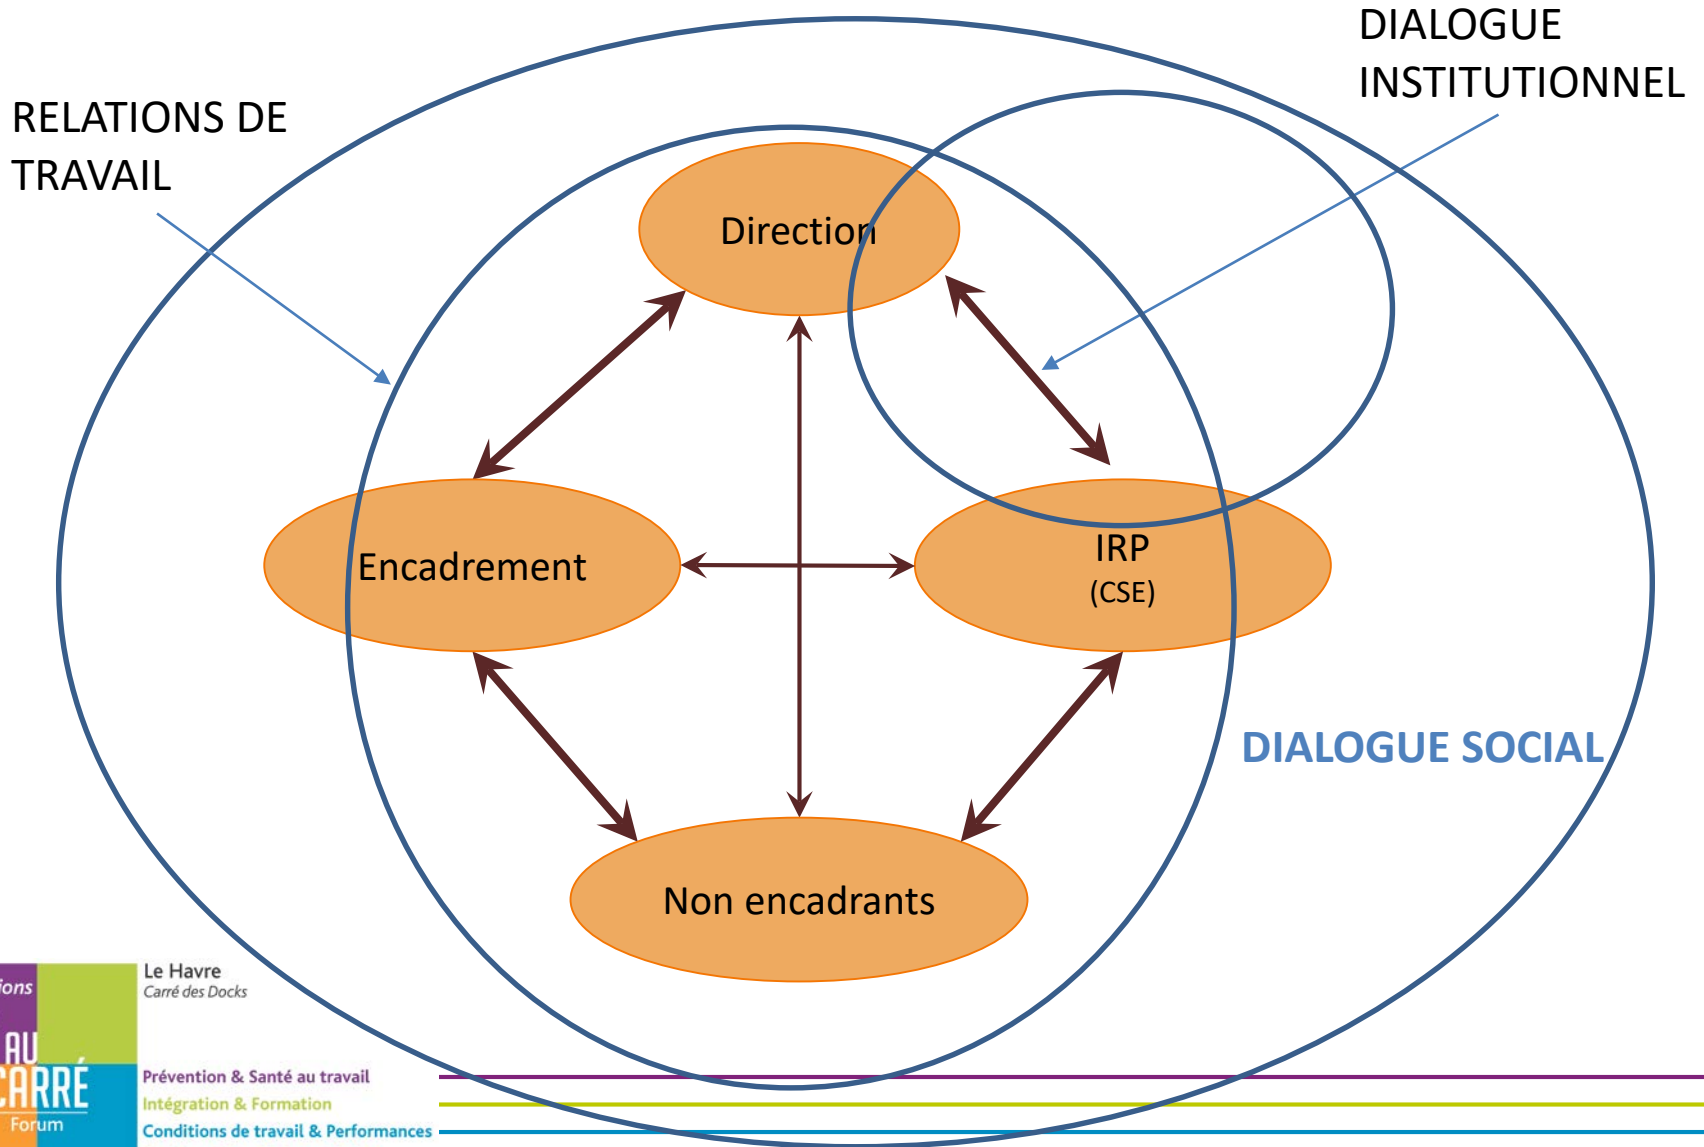 DIALOGUE
INSTITUTIONNEL
RELATIONS DE
TRAVAIL
Direction
Encadrement
IRP
(CSE)
DIALOGUE SOCIAL
Non encadrants
Le Havre
Carré des Docks
AU
CARRÉ
Forum
Prévention & Santé au travail
Intégration & Formation
Conditions de travail & Performances